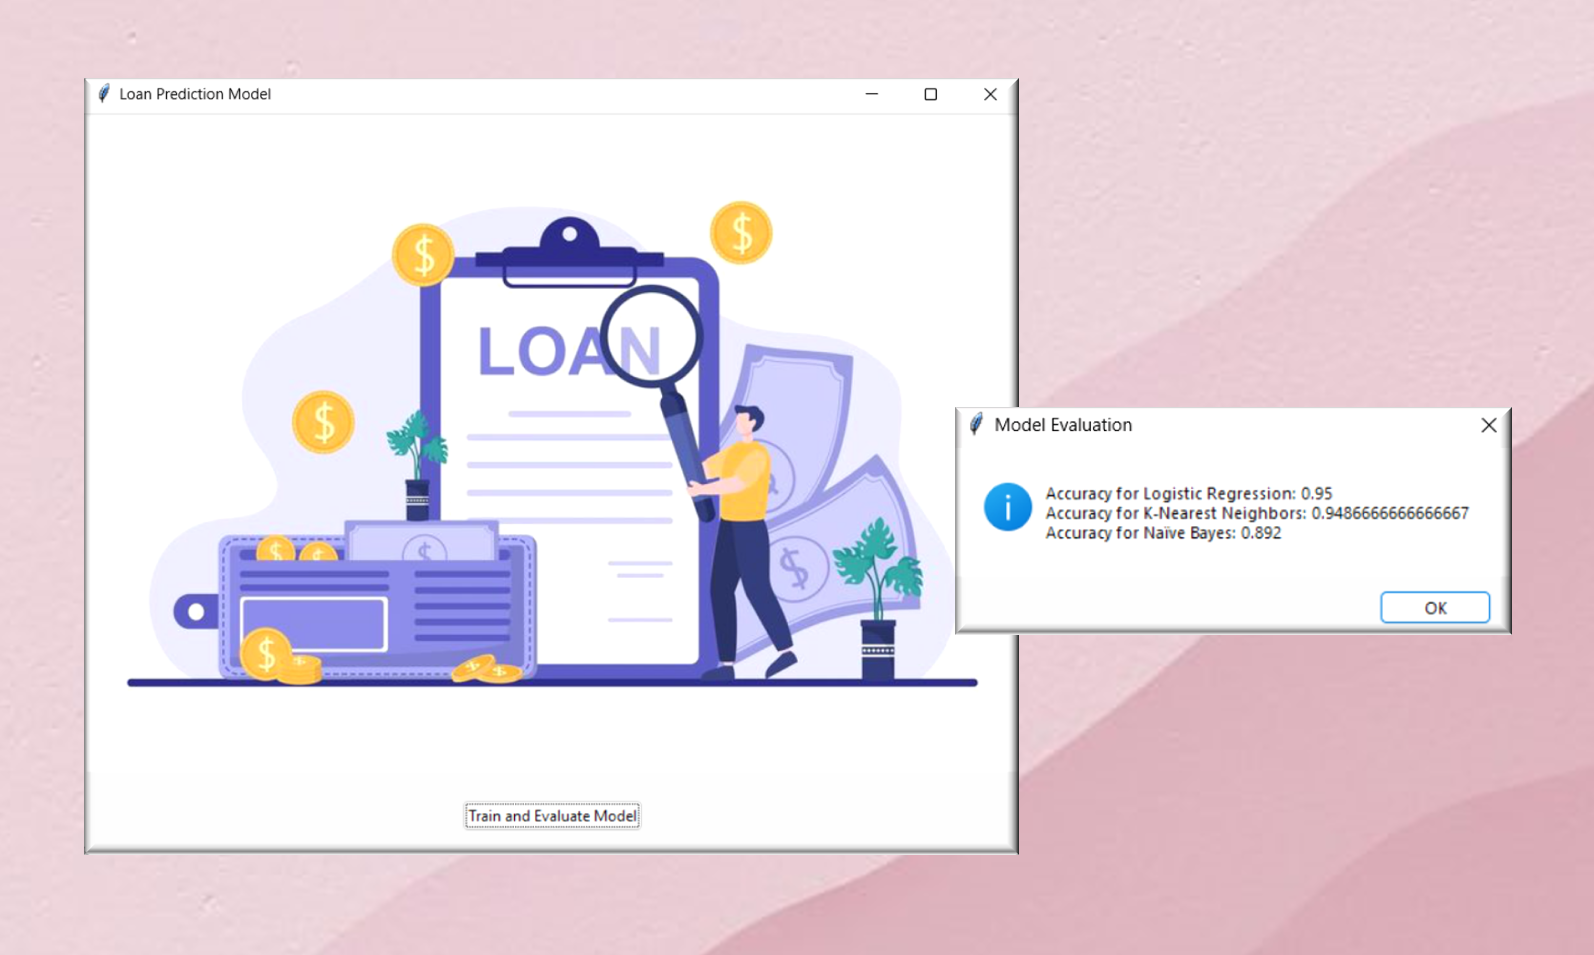 Loan Prediction Model
LOAN
Train and Evaluate Model
Model Evaluation
Accuracy for Logistic Regression: 0.95
Accuracy for K-Nearest Neighbors: 0.9486666666666667
Accuracy for Naïve Bayes: 0.892
OK